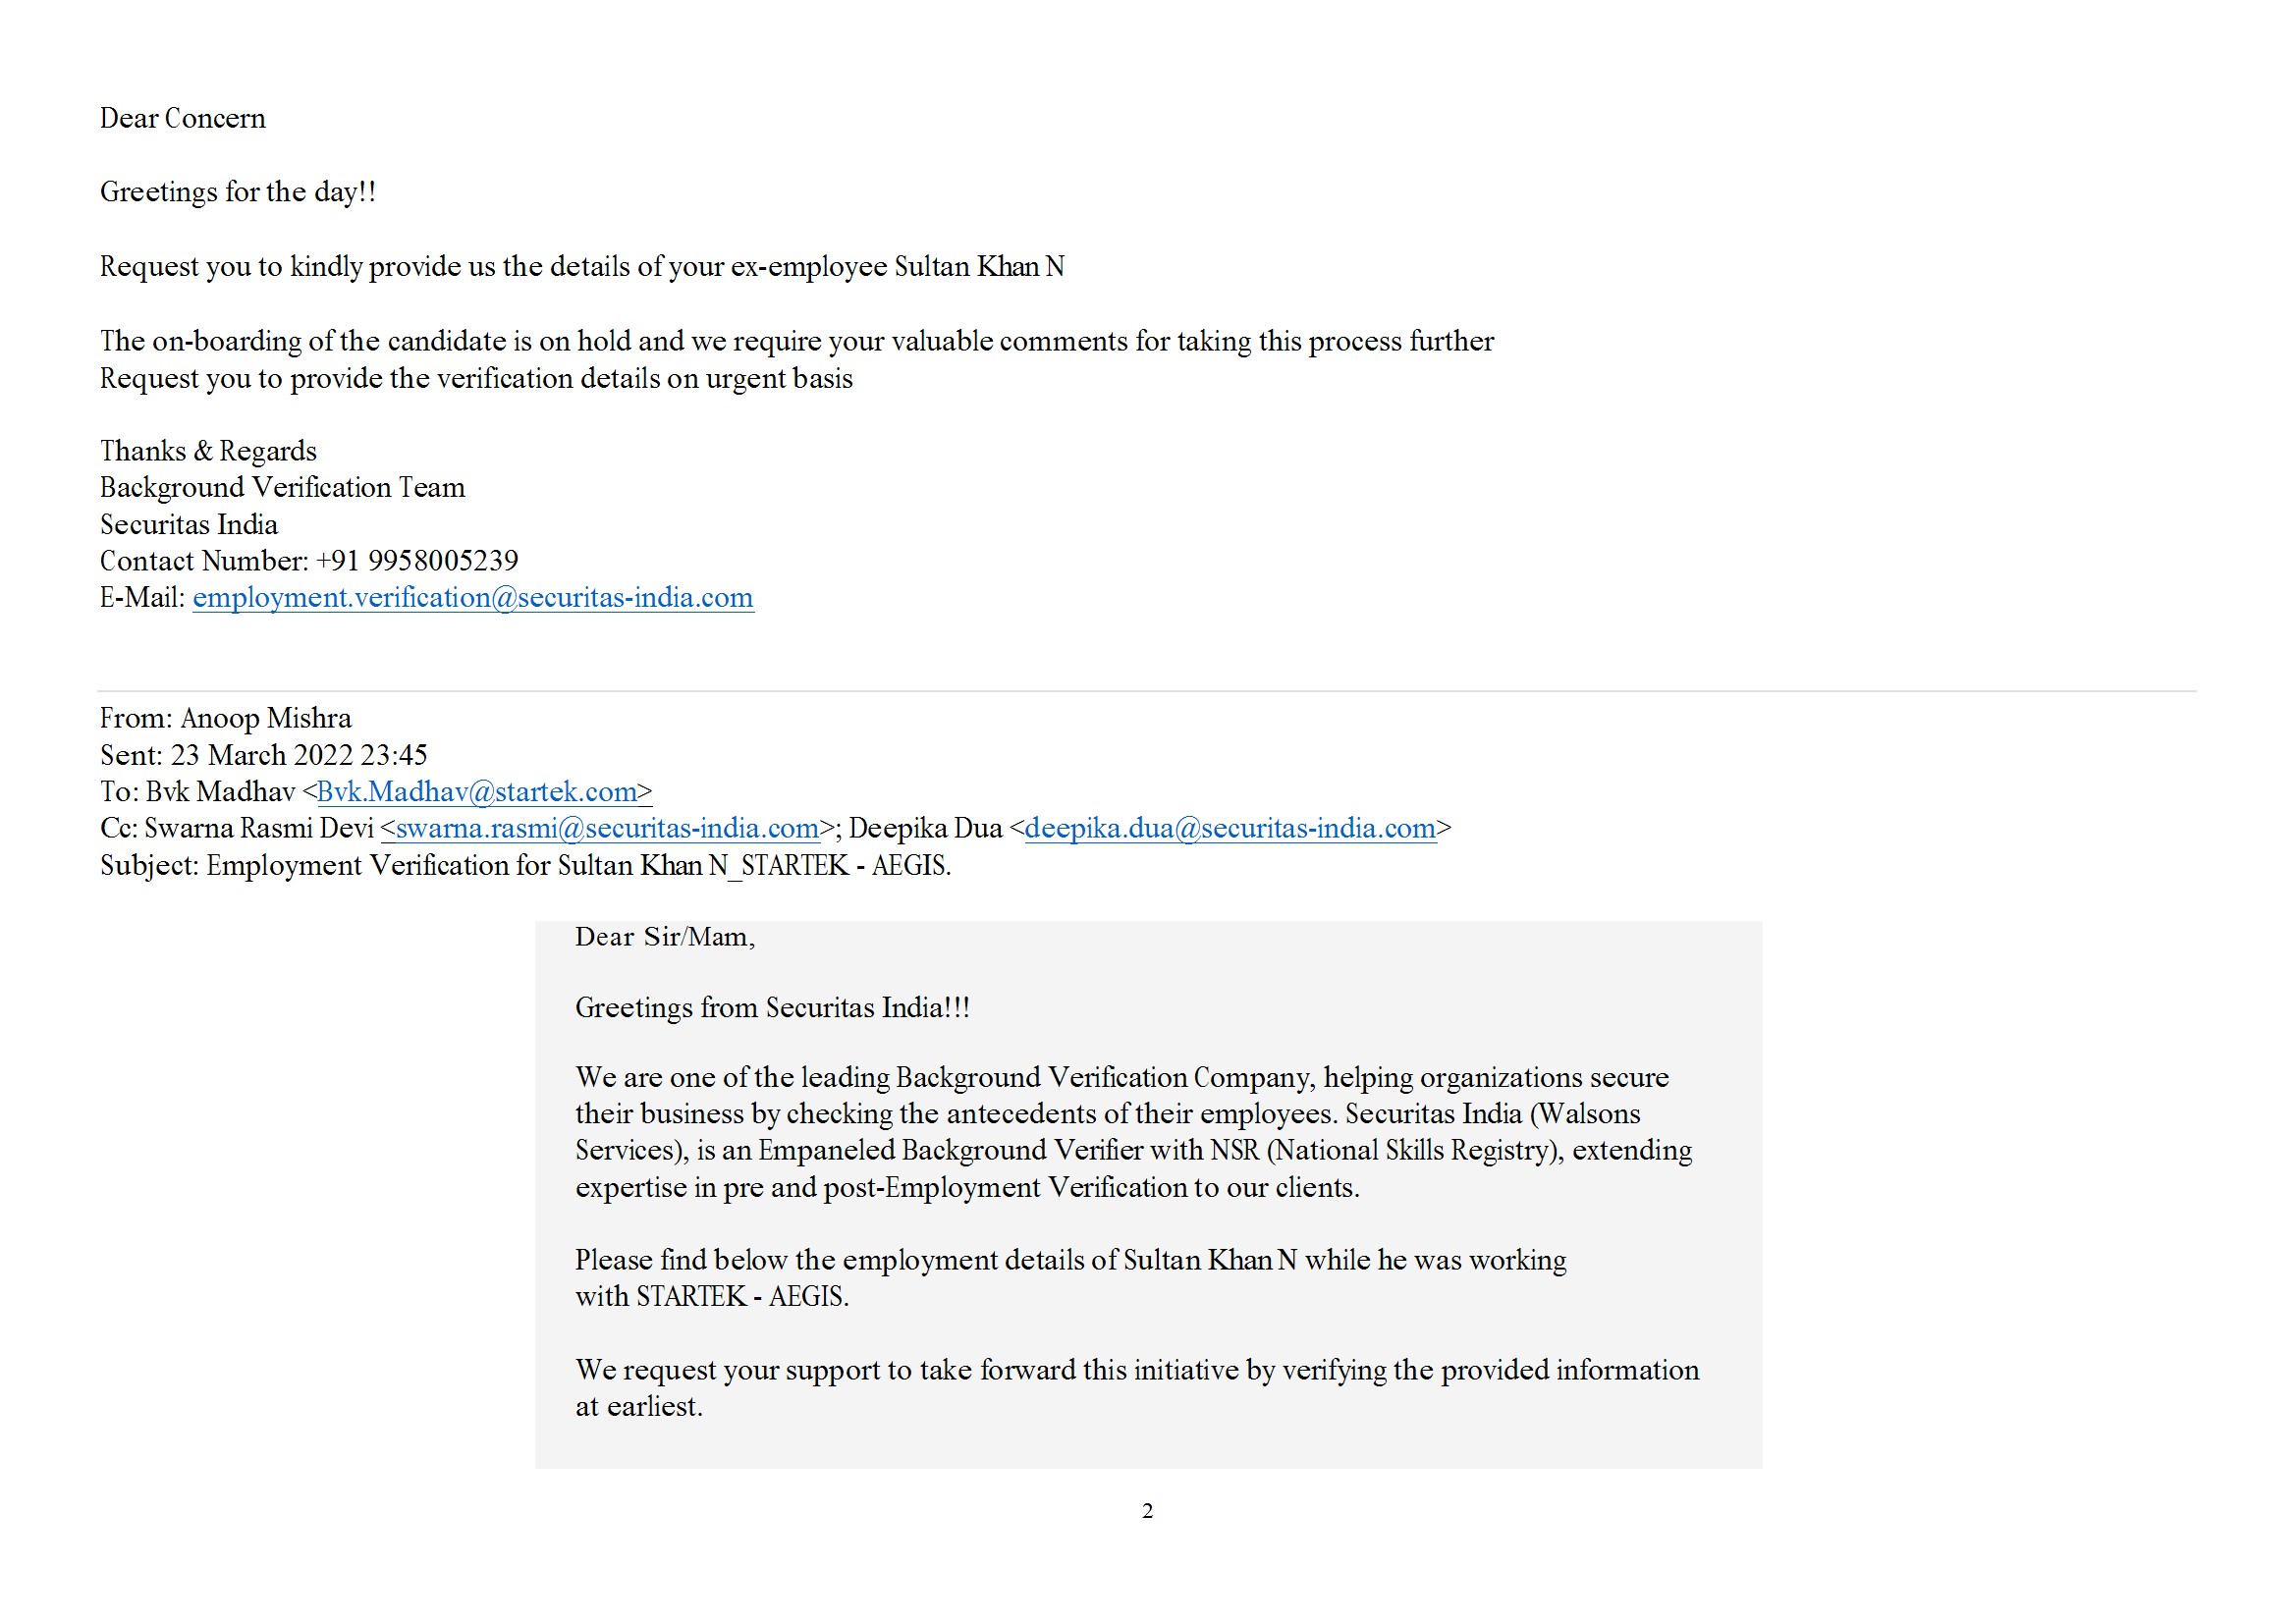 Dear Concern
Greetings for the day!!
Request you to kindly provide us the details of your ex-employee Sultan Khan N
The on-boarding of the candidate is on hold and we require your valuable comments for taking this process further
Request you to provide the verification details on urgent basis
Thanks & Regards
Background Verification Team
Securitas India
Contact Number: +91 9958005239
E-Mail: employment.verification@securitas-india.com
From: Anoop Mishra
Sent: 23 March 2022 23:45
To: Bvk Madhav <Bvk.Madhav@startek.com>
Cc: Swarna Rasmi Devi <swarna.rasmi@securitas-india.com>; Deepika Dua <deepika.dua@securitas-india.com>
Subject: Employment Verification for Sultan Khan N_STARTEK - AEGIS.
Dear Sir/Mam,
Greetings from Securitas India!!!
We are one of the leading Background Verification Company, helping organizations secure
their business by checking the antecedents of their employees. Securitas India (Walsons
Services), is an Empaneled Background Verifier with NSR (National Skills Registry), extending
expertise in pre and post-Employment Verification to our clients.
Please find below the employment details of Sultan Khan N while he was working
with STARTEK - AEGIS.
We request your support to take forward this initiative by verifying the provided information
at earliest.
2